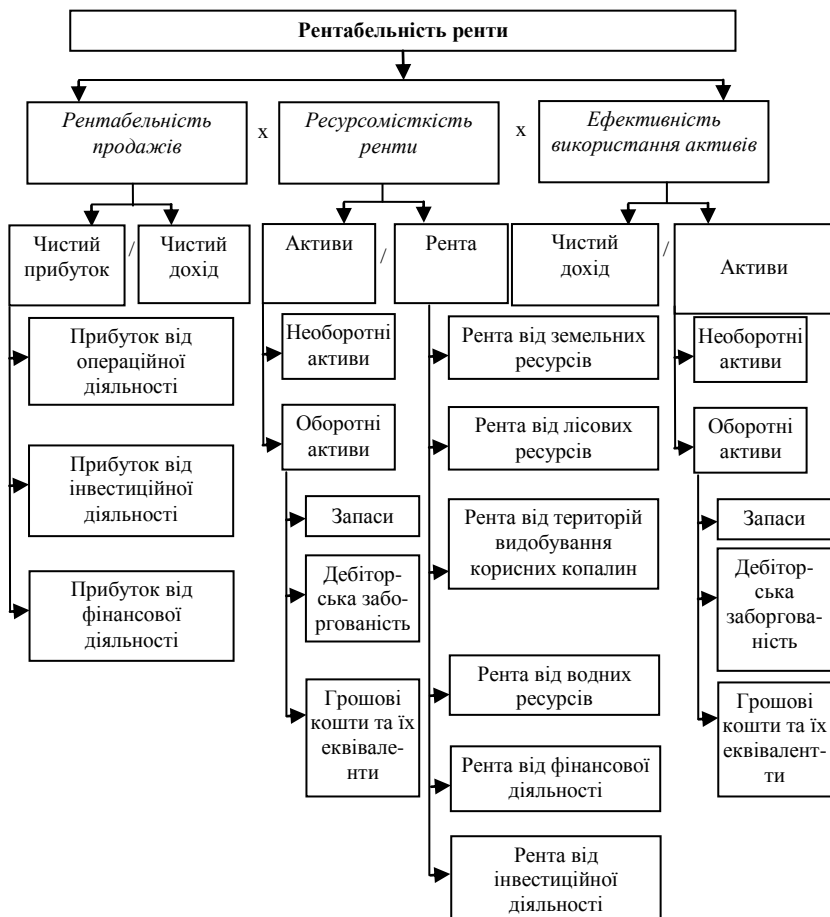 Рентабельність ренти
Рентабельність
продажів
х
Ресурсомісткість
ренти
х
Ефективність
використання активів
Чистий
прибуток
/
Чистий
дохід
Активи
/
Рента
Чистий
дохід
/
Активи
Прибуток від
операційної
діяльності
Прибуток від
інвестиційної
діяльності
Прибуток від
фінансової
діяльності
Необоротні
активи
Оборотні
активи
Запаси
Дебітор-
ська забо-
ргованість
Грошові
кошти та їх
еквівале-
нти
Рента від земельних
ресурсів
Рента від лісових
ресурсів
Рента від територій
видобування
корисних копалин
Рента від водних
ресурсів
Рента від фінансової
діяльності
Рента від
інвестиційної
діяльності
Необоротні
активи
Оборотні
активи
Запаси
Дебітор-
ська
заборгова-
ність
Грошові
кошти та їх
еквівалент-
ти